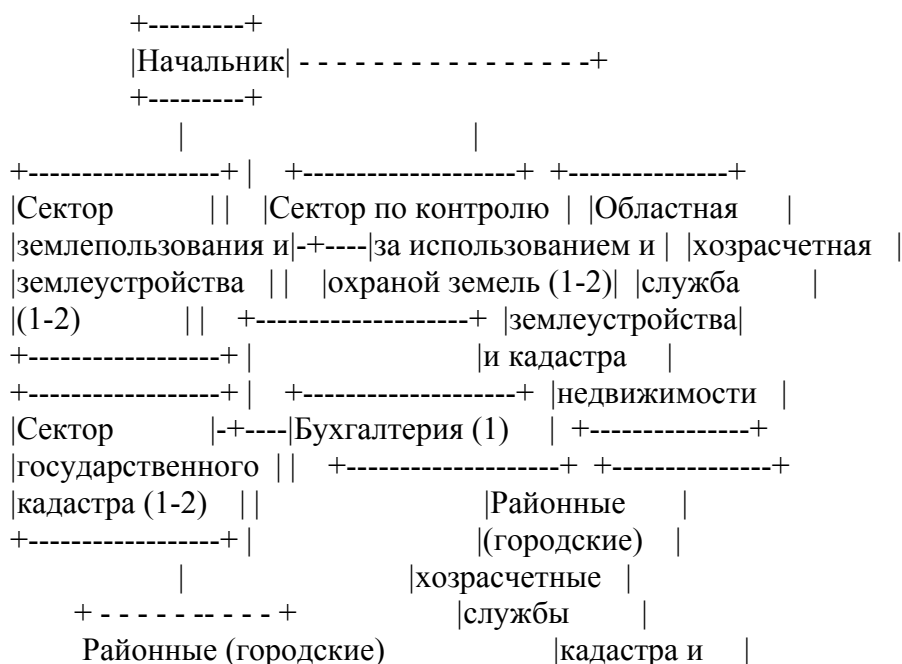 +---------+
|Начальник| - - - - - - - - - - - - - - - - -+
+---------+
| |
+------------------+ | +--------------------+ +---------------+
|Сектор || |Сектор по контролю | |Областная |
|землепользования и|-+----|за использованием и | |хозрасчетная |
|землеустройства || |охраной земель (1-2)| |служба |
|(1-2) || +--------------------+ |землеустройства|
+------------------+ | |и кадастра |
+------------------+ | +--------------------+ |недвижимости |
|Сектор |-+----|Бухгалтерия (1) | +---------------+
|государственного || +--------------------+ +---------------+
|кадастра (1-2) || |Районные |
+------------------+ | |(городские) |
| |хозрасчетные |
+ - - - - - -- - - - + |службы |
Районные (городские) |кадастра и |